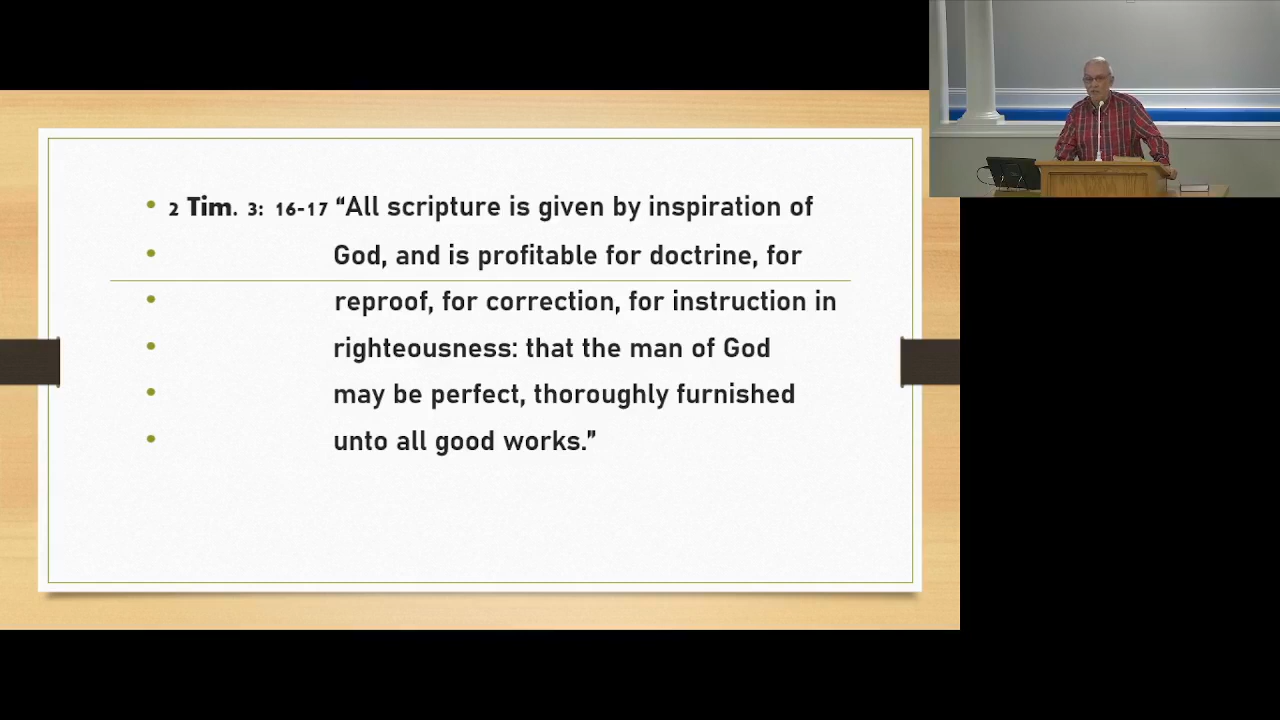 • 2 Tim. 3: 16-17 “All scripture is given by inspiration of
• God, and is profitable for doctrine, for
• reproof, for correction, for instruction in
• righteousness: that the man of God
• may be perfect, thoroughly furnished
• unto all good works.”